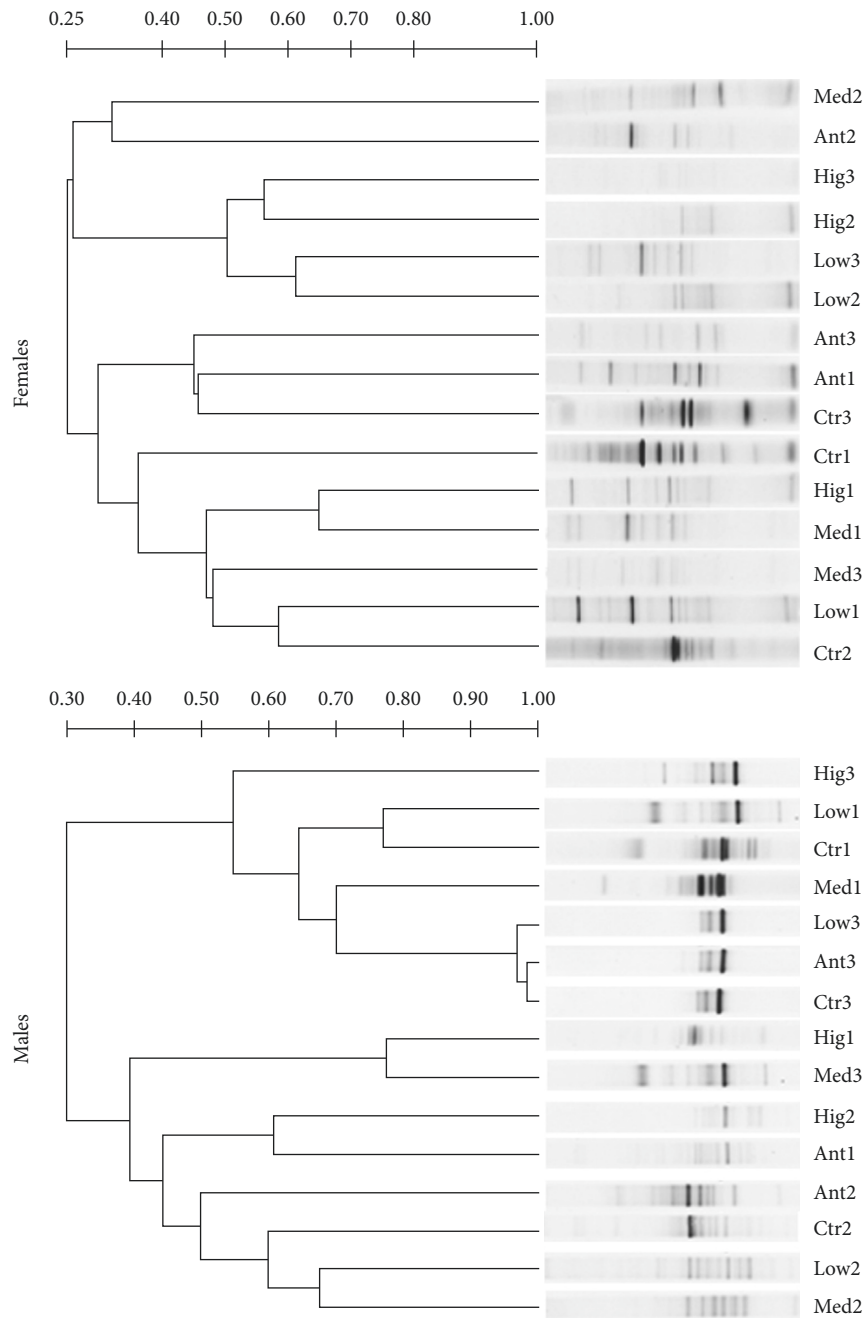 0.25 0.40 0.50 0.60 0.80 1.00
Med2
Ant2
Hig3
Hig2
Low3
Low2
Ant3
Females
Ant1
Ctr3
Ctr1
Hig1
Med1
Med3
Low1
Ctr2
0.30 0.40 0.50 0.60 0.70 0.80 0.90 1.00
Hig3
Low1
Ctr1
Med1
Low3
Ant3
Ctr3
Males
Hig1
Med3
Hig2
Ant1
Ant2
Ctr2
Low2
Med2